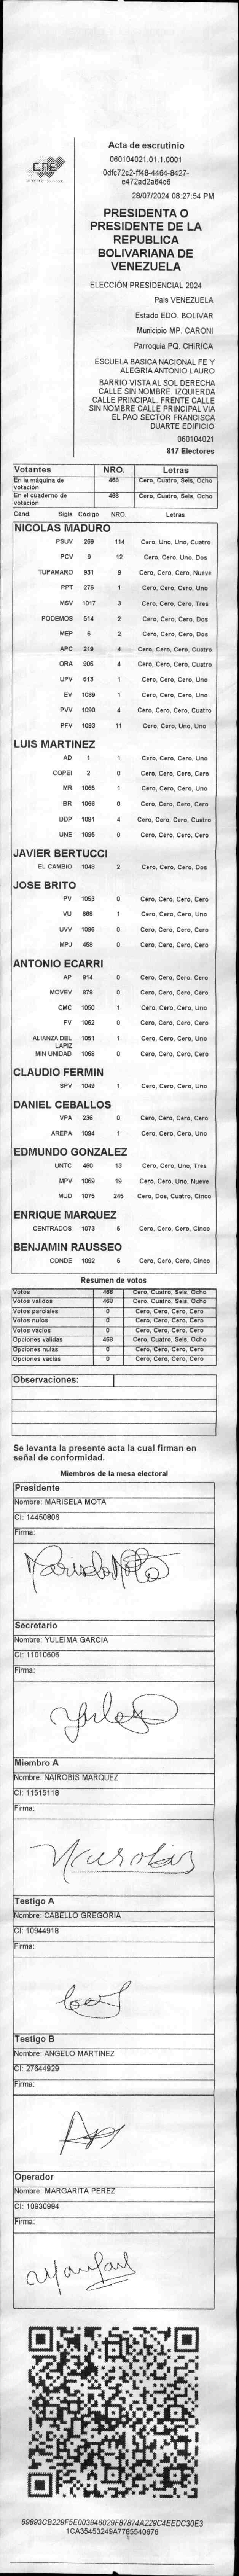 CNE
Acta de escrutinio
060104021.01.1.0001
0dfc72c2-ff48-4464-8427-
e472ad2a64c6
28/07/2024 08:27:54 PM
PRESIDENTA O
PRESIDENTE DE LA
REPUBLICA
BOLIVARIANA DE
VENEZUELA
ELECCIÓN PRESIDENCIAL 2024
País VENEZUELA
Estado EDO. BOLIVAR
Municipio MP. CARONI
Parroquia PQ. CHIRICA
ESCUELA BASICA NACIONAL FE Y
ALEGRIA ANTONIO LAURO
BARRIO VISTA AL SOL DERECHA
CALLE SIN NOMBRE. IZQUIERDA
CALLE PRINCIPAL. FRENTE CALLE
SIN NOMBRE CALLE PRINCIPAL VIA
EL PAO SECTOR FRANCISCA
DUARTE EDIFICIO
060104021
817 Electores
Votantes NRO. Letras
En la máquina de votación 468 Cero, Cuatro, Seis, Ocho
En el cuaderno de votación 468 Cero, Cuatro, Seis, Ocho
Cand. Sigla Código NRO. Letras
NICOLAS MADURO
PSUV 269 114 Cero, Uno, Uno, Cuatro
PCV 9 12 Cero, Cero, Uno, Dos
TUPAMARO 931 9 Cero, Cero, Cero, Nueve
PPT 276 1 Cero, Cero, Cero, Uno
MSV 1017 3 Cero, Cero, Cero, Tres
PODEMOS 514 2 Cero, Cero, Cero, Dos
MEP 6 2 Cero, Cero, Cero, Dos
APC 219 4 Cero, Cero, Cero, Cuatro
ORA 906 4 Cero, Cero, Cero, Cuatro
UPV 513 1 Cero, Cero, Cero, Uno
EV 1089 1 Cero, Cero, Cero, Uno
PVV 1090 4 Cero, Cero, Cero, Cuatro
PFV 1093 11 Cero, Cero, Uno, Uno
LUIS MARTINEZ
AD 1 1 Cero, Cero, Cero, Uno
COPEI 2 0 Cero, Cero, Cero, Cero
MR 1065 1 Cero, Cero, Cero, Uno
BR 1066 0 Cero, Cero, Cero, Cero
DDP 1091 4 Cero, Cero, Cero, Cuatro
UNE 1095 0 Cero, Cero, Cero, Cero
JAVIER BERTUCCI
EL CAMBIO 1048 2 Cero, Cero, Cero, Dos
JOSE BRITO
PV 1053 0 Cero, Cero, Cero, Cero
VU 868 1 Cero, Cero, Cero, Uno
UVV 1096 0 Cero, Cero, Cero, Cero
MPJ 458 0 Cero, Cero, Cero, Cero
ANTONIO ECARRI
AP 814 0 Cero, Cero, Cero, Cero
MOVEV 879 0 Cero, Cero, Cero, Cero
CMC 1050 1 Cero, Cero, Cero, Uno
FV 1062 0 Cero, Cero, Cero, Cero
ALIANZA DEL LAPIZ 1051 1 Cero, Cero, Cero, Uno
MIN UNIDAD 1068 0 Cero, Cero, Cero, Cero
CLAUDIO FERMIN
SPV 1049 1 Cero, Cero, Cero, Uno
DANIEL CEBALLOS
VPA 236 0 Cero, Cero, Cero, Cero
AREPA 1094 1 Cero, Cero, Cero, Uno
EDMUNDO GONZALEZ
UNTC 460 13 Cero, Cero, Uno, Tres
MPV 1069 19 Cero, Cero, Uno, Nueve
MUD 1075 245 Cero, Dos, Cuatro, Cinco
ENRIQUE MARQUEZ
CENTRADOS 1073 5 Cero, Cero, Cero, Cinco
BENJAMIN RAUSSEO
CONDE 1092 5 Cero, Cero, Cero, Cinco
Resumen de votos
Votos 468 Cero, Cuatro, Seis, Ocho
Votos validos 468 Cero, Cuatro, Seis, Ocho
Votos parciales 0 Cero, Cero, Cero, Cero
Votos nulos 0 Cero, Cero, Cero, Cero
Votos vacios 0 Cero, Cero, Cero, Cero
Opciones validas 468 Cero, Cuatro, Seis, Ocho
Opciones nulas 0 Cero, Cero, Cero, Cero
Opciones vacias 0 Cero, Cero, Cero, Cero
Observaciones:
Se levanta la presente acta la cual firman en
señal de conformidad.
Miembros de la mesa electoral
Presidente
Nombre: MARISELA MOTA
CI: 14450806
Firma:
Marisela Mota
Secretario
Nombre: YULEIMA GARCIA
CI: 11010606
Firma:
Miembro A
Nombre: NAIROBIS MARQUEZ
CI: 11515118
Firma:
Testigo A
Nombre: CABELLO GREGORIA
CI: 10944918
Firma:
Testigo B
Nombre: ANGELO MARTINEZ
CI: 27644929
Firma:
Operador
Nombre: MARGARITA PEREZ
CI: 10930994
Firma:
89893CB229F5E003946029F87874A229C4EEDC30E3
1CA35453249A7785540676